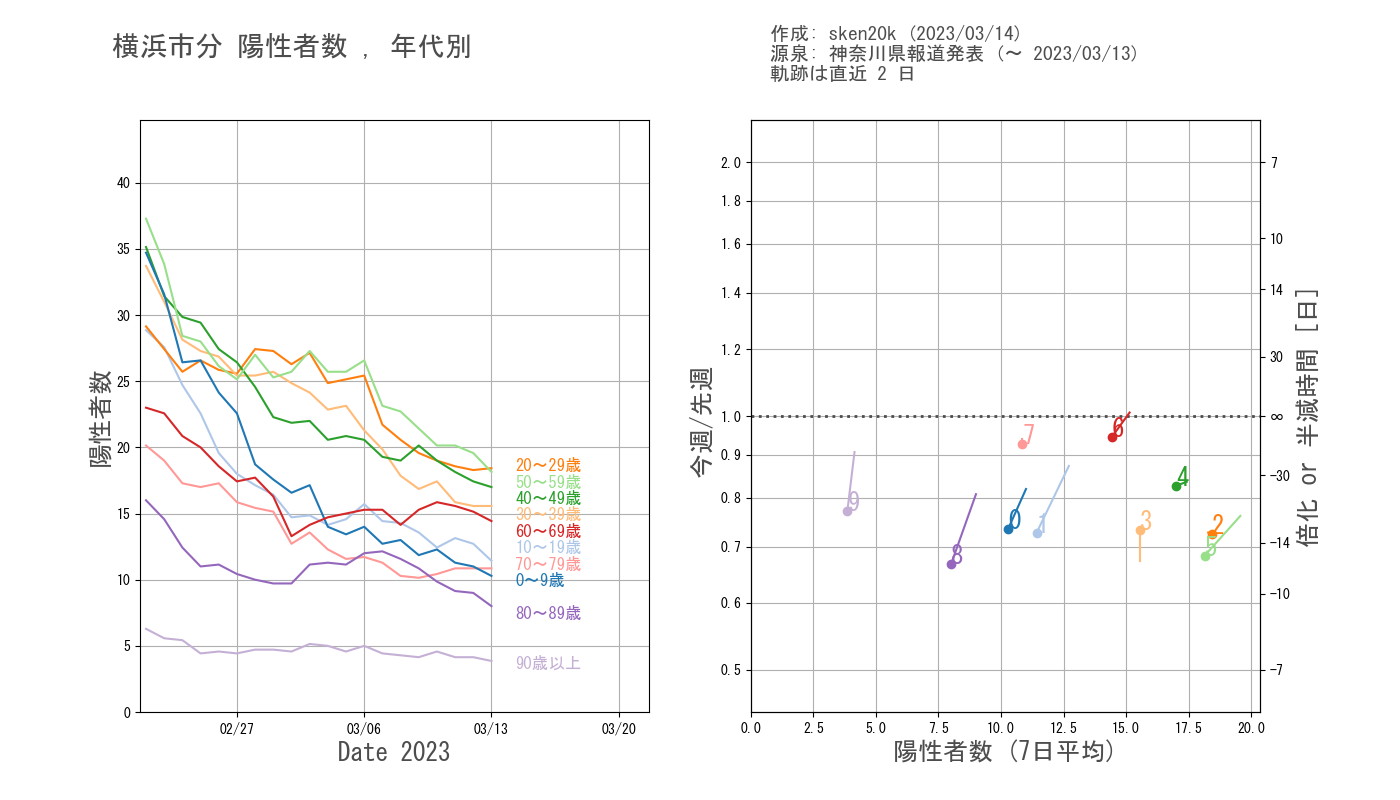 横浜市分 陽性者数 , 年代別
作成: sken20k (2023/03/14)
源泉: 神奈川県報道発表 (〜 2023/03/13)
軌跡は直近 2 日
陽性者数
40
35
30
25
20
15
10
5
0
02/27
03/06
03/13
03/20
Date 2023
20〜29歳
50〜59歳
40〜49歳
30〜39歳
60〜69歳
10〜19歳
70〜79歳
0〜9歳
80〜89歳
90歳以上
今週/先週
2.0
1.8
1.6
1.4
1.2
1.0
0.9
0.8
0.7
0.6
0.5
0.0
2.5
5.0
7.5
10.0
12.5
15.0
17.5
20.0
陽性者数 (7日平均)
7
6
4
9
0
1
3
2
5
8
7
10
14
30
∞
-30
-14
-10
-7
倍化 or 半減時間 [日]